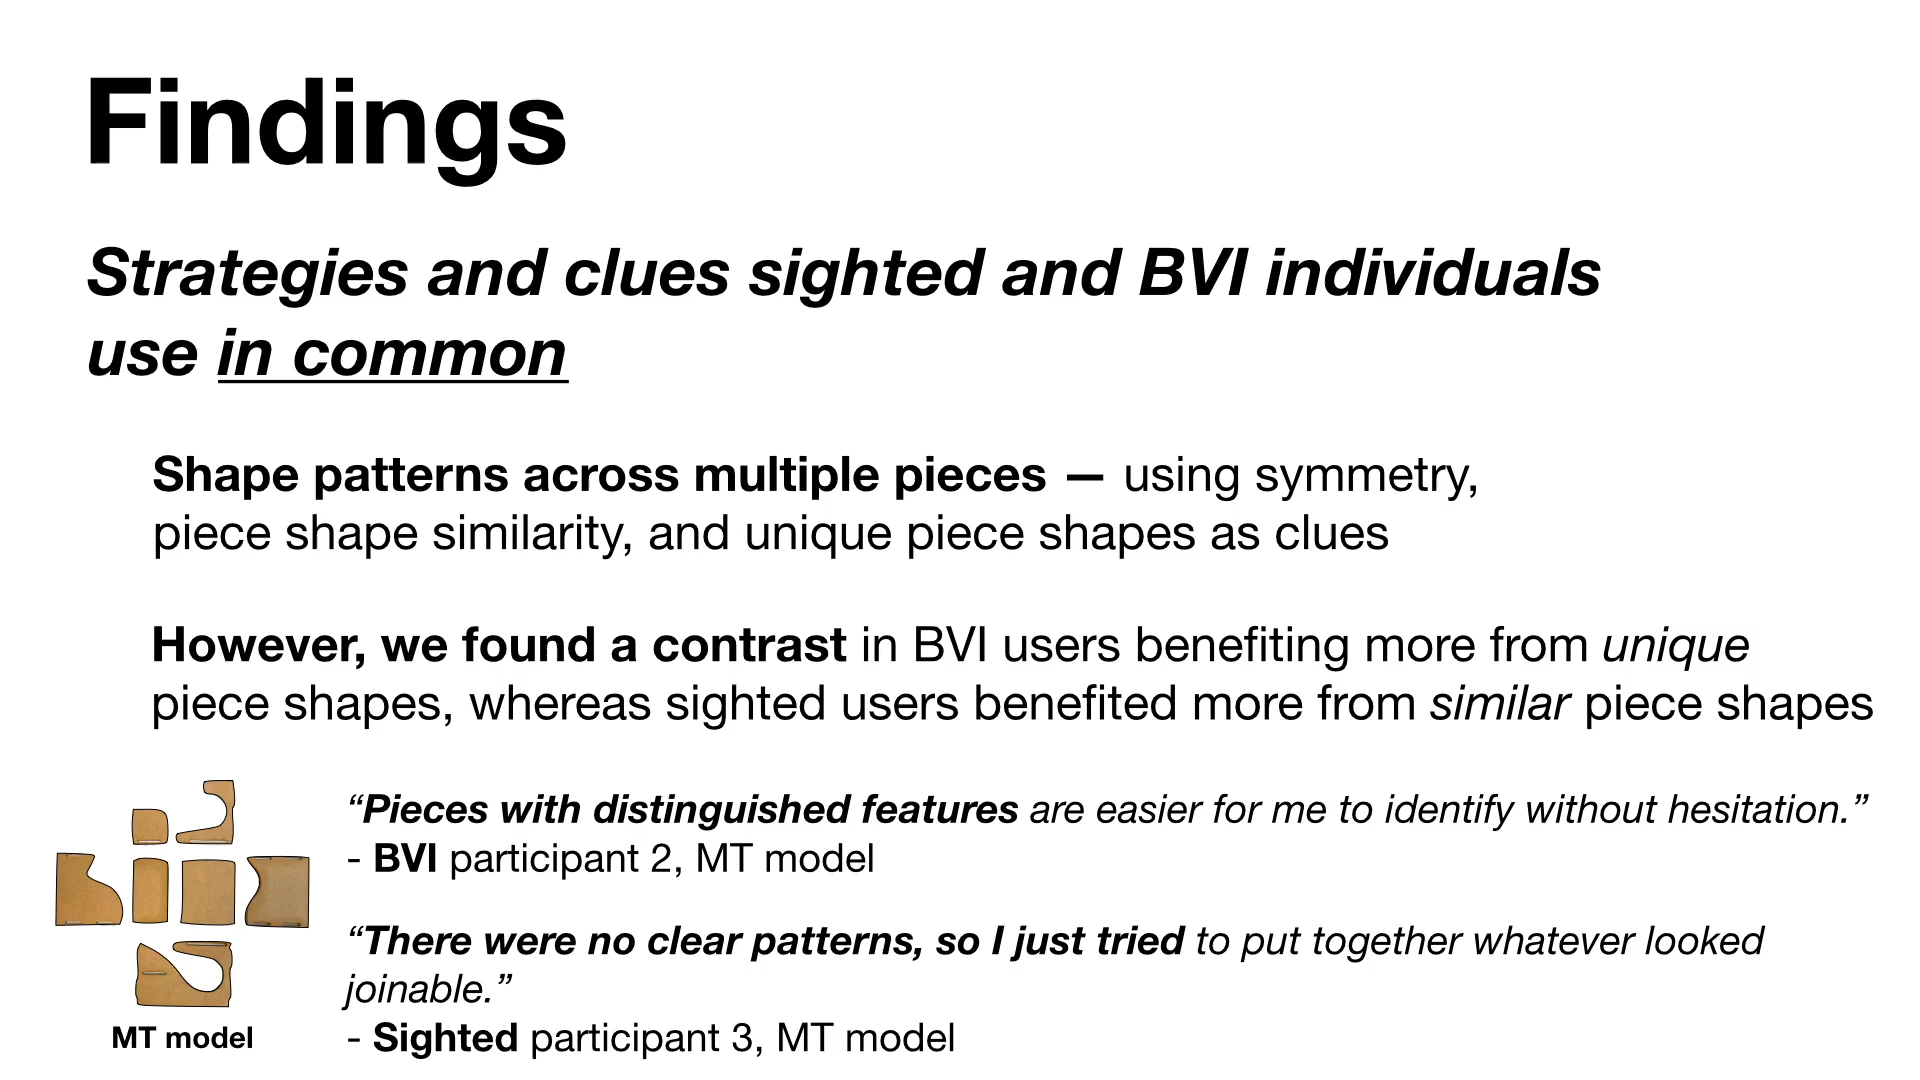 Findings
Strategies and clues sighted and BVI individuals
use in common
Shape patterns across multiple pieces — using symmetry,
piece shape similarity, and unique piece shapes as clues
However, we found a contrast in BVI users benefiting more from unique
piece shapes, whereas sighted users benefited more from similar piece shapes
“Pieces with distinguished features are easier for me to identify without hesitation.”
- BVI participant 2, MT model
“There were no clear patterns, so I just tried to put together whatever looked
joinable.”
- Sighted participant 3, MT model
MT model